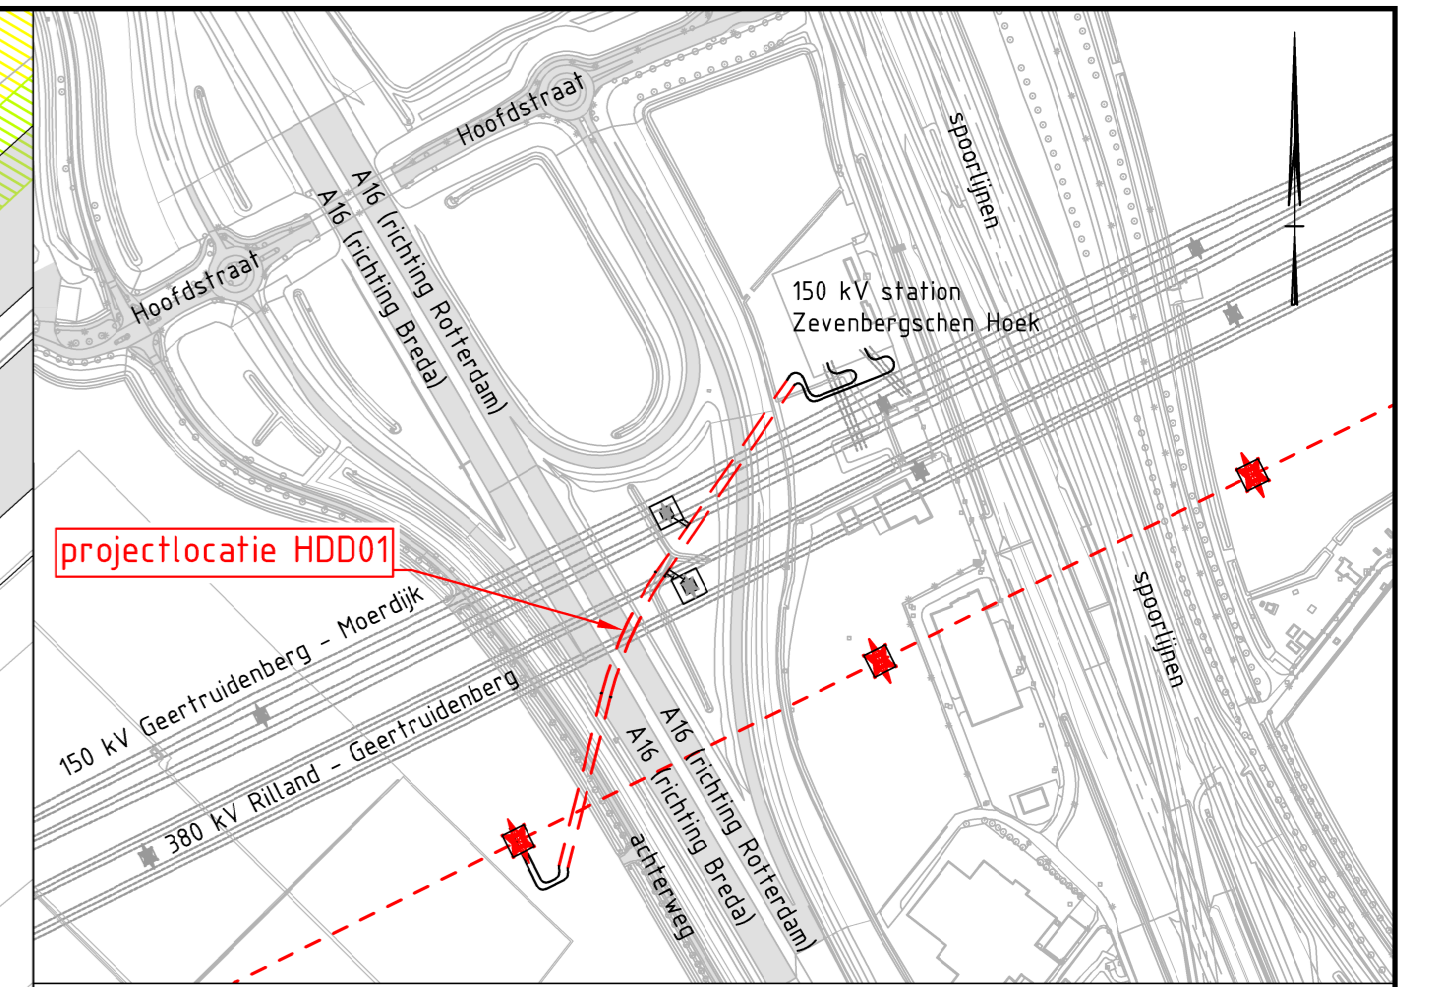 Hoofdstraat
spoorlijnen
A16 (richting Rotterdam)
A16 (richting Breda)
Hoofdstraat
150 kV station
Zevenbergschen Hoek
projectlocatie HDD01
150 kV Geertruidenberg - Moerdijk
380 kV Rilland - Geertruidenberg
spoorlijnen
A16 (richting Rotterdam)
A16 (richting Breda)
achterweg